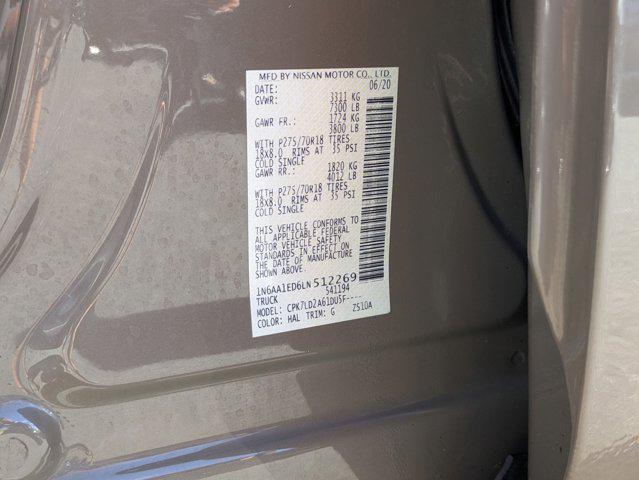 MFD BY NISSAN MOTOR CO., LTD.
DATE: 06/20
GVWR: 3311 KG
7300 LB
GAWR FR.: 1724 KG
3800 LB
WITH P275/70R18 TIRES
18X8.0 RIMS AT 35 PSI
COLD SINGLE
GAWR RR.: 1820 KG
4012 LB
WITH P275/70R18 TIRES
18X8.0 RIMS AT 35 PSI
COLD SINGLE
THIS VEHICLE CONFORMS TO
ALL APPLICABLE FEDERAL
MOTOR VEHICLE SAFETY
STANDARDS IN EFFECT ON
THE DATE OF MANUFACTURE
SHOWN ABOVE.
1N6AA1ED6LN512269
TRUCK 541194
MODEL: CPK7LD2A61DU5F----
COLOR: HAL TRIM: G Z510A